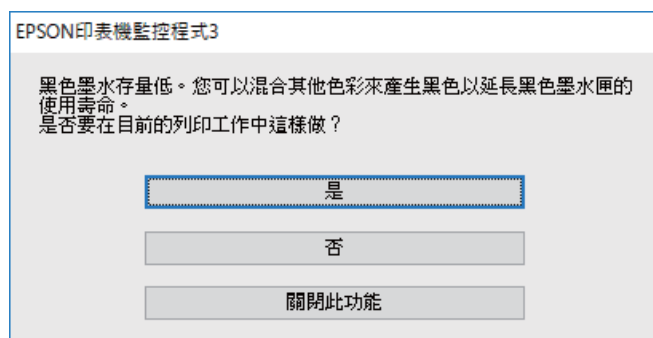 EPSON印表機監控程式3
黑色墨水存量低。您可以混合其他色彩來產生黑色以延長黑色墨水匣的
使用壽命。
是否要在目前的列印工作中這樣做？
是
否
關閉此功能